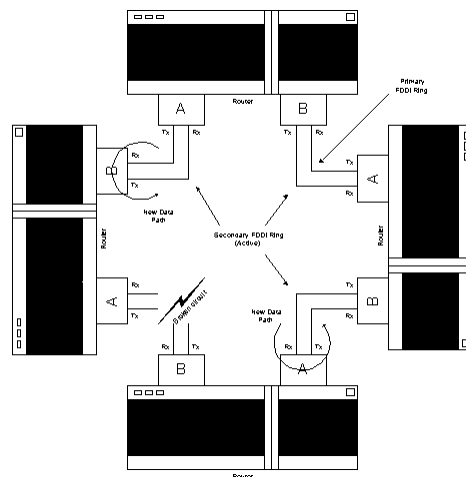 Primary
FDDI Ring
A
Router
B
Tx
Rx
Tx
Rx
Rx
B
Tx
New Data
Path
Tx
A
Rx
Router
Router
Secondary FDDI Ring
(Active)
Rx
A
Tx
Broken Circuit
New Data
Path
Tx
B
Rx
Rx
Tx
Rx
Tx
B
A
Router